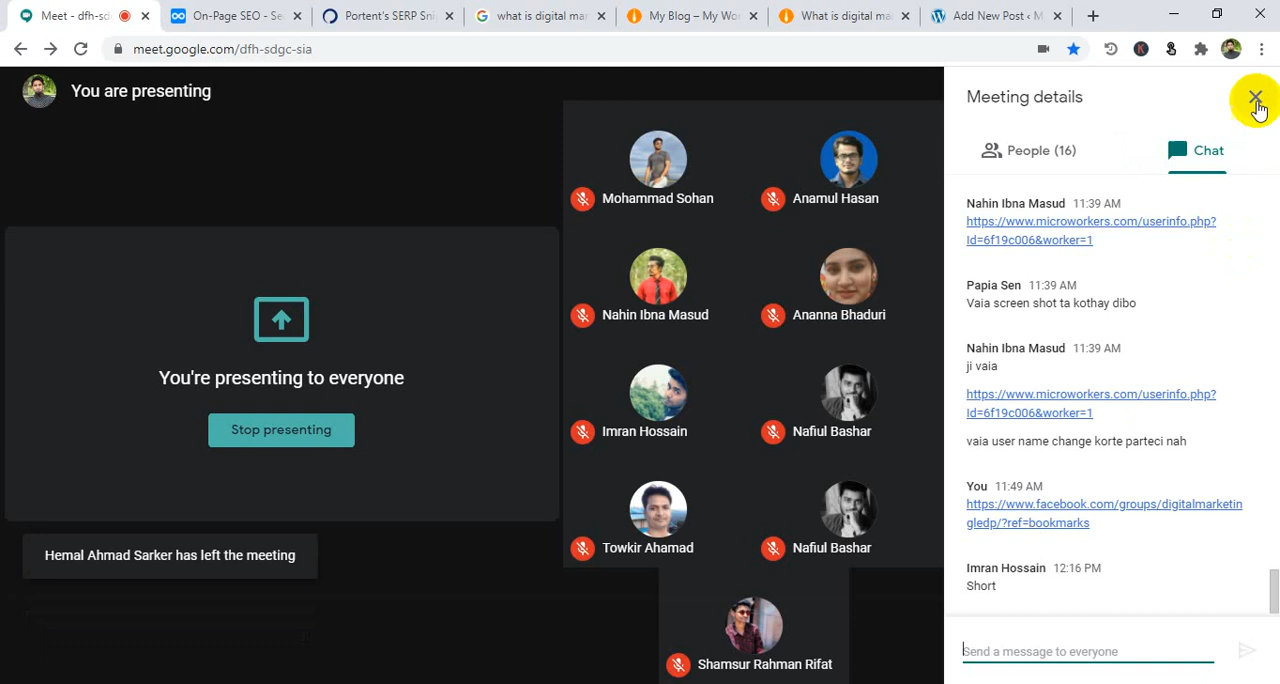 Meet - dfh-sd
On-Page SEO - Se
Portent's SERP Sni
what is digital ma
My Blog – My Wo
What is digital ma
Add New Post ‹ M
meet.google.com/dfh-sdgc-sia
You are presenting
You're presenting to everyone
Stop presenting
Hemal Ahmad Sarker has left the meeting
Mohammad Sohan
Anamul Hasan
Nahin Ibna Masud
Ananna Bhaduri
Imran Hossain
Nafiul Bashar
Towkir Ahamad
Nafiul Bashar
Shamsur Rahman Rifat
Meeting details
People (16)
Chat
Nahin Ibna Masud 11:39 AM
https://www.microworkers.com/userinfo.php?
Id=6f19c006&worker=1
Papia Sen 11:39 AM
Vaia screen shot ta kothay dibo
Nahin Ibna Masud 11:39 AM
ji vaia
https://www.microworkers.com/userinfo.php?
Id=6f19c006&worker=1
vaia user name change korte parteci nah
You 11:49 AM
https://www.facebook.com/groups/digitalmarketin
gledp/?ref=bookmarks
Imran Hossain 12:16 PM
Short
Send a message to everyone